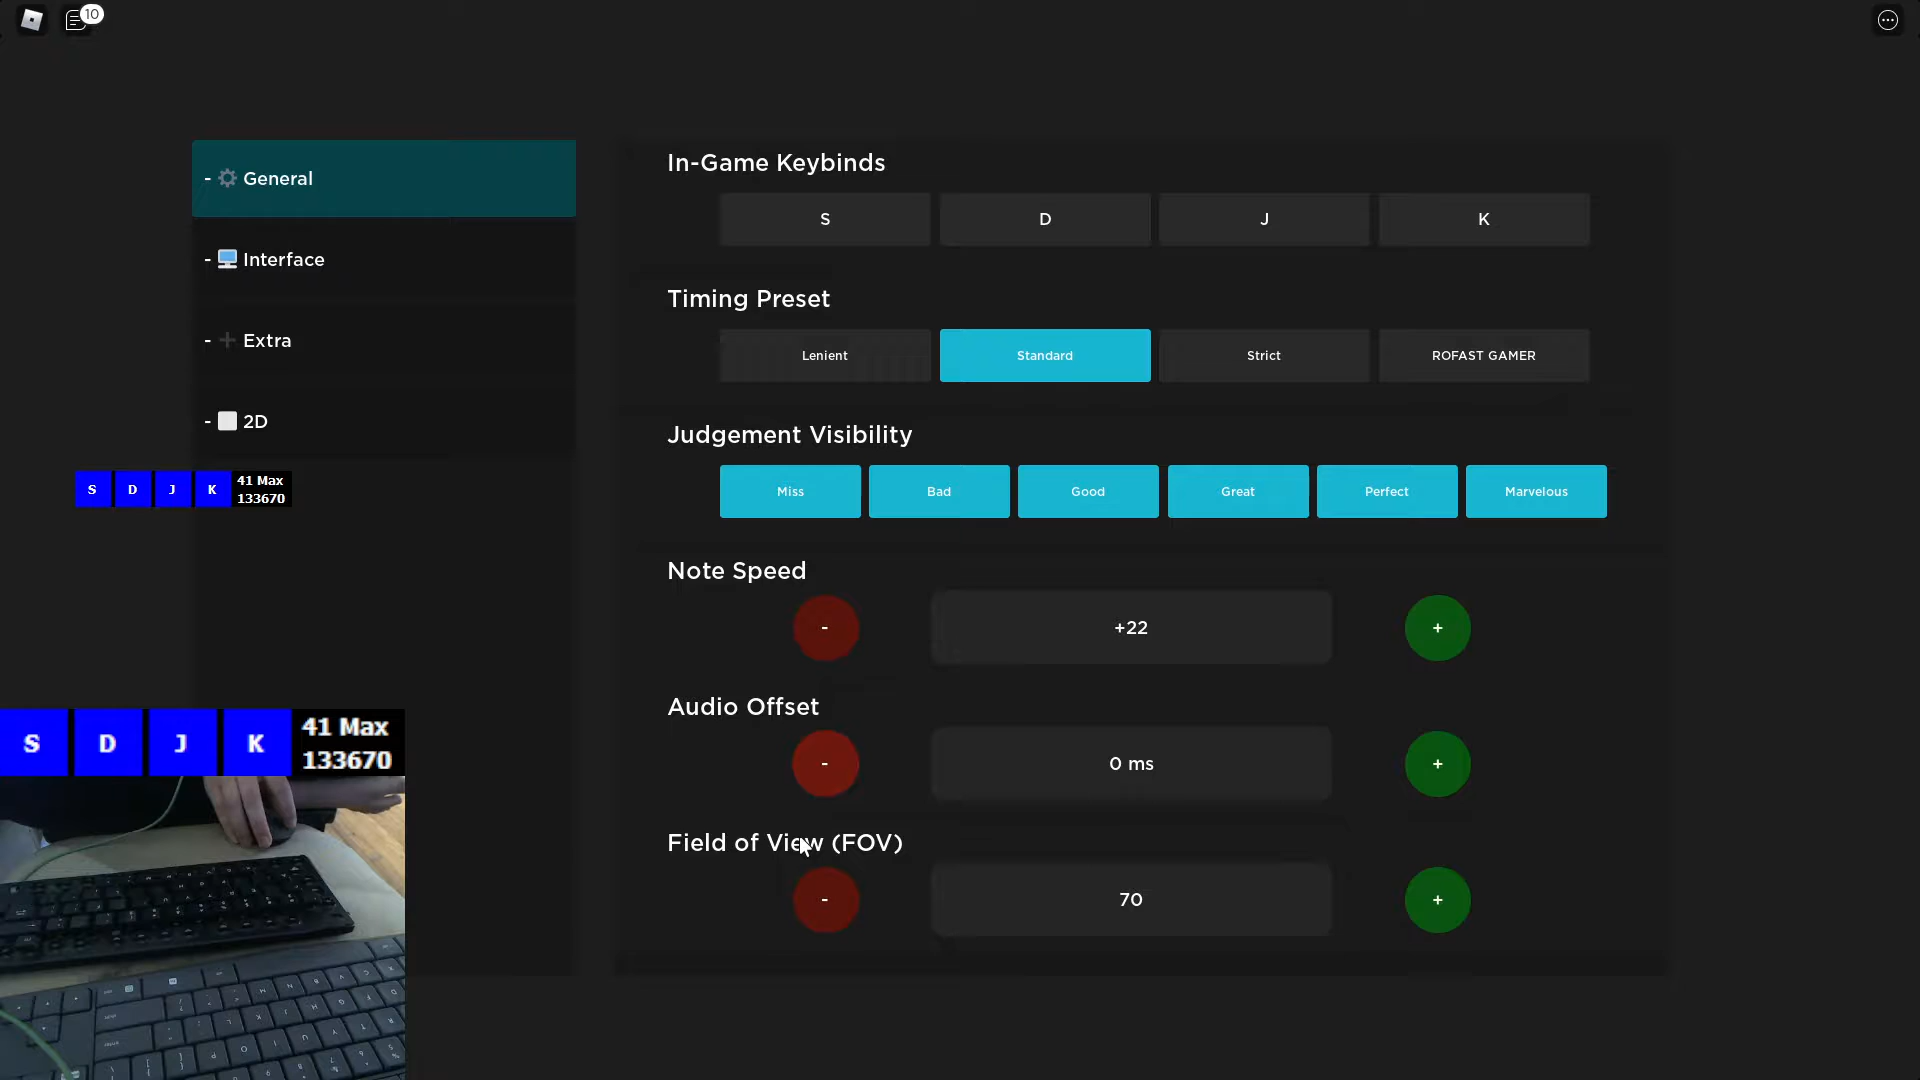 10
- General
- Interface
- Extra
- 2D
In-Game Keybinds
S D J K
Timing Preset
Lenient Standard Strict ROFAST GAMER
Judgement Visibility
Miss Bad Good Great Perfect Marvelous
Note Speed
- +22 +
Audio Offset
- 0 ms +
Field of View (FOV)
- 70 +
S D J K 41 Max
133670
S D J K 41 Max
133670